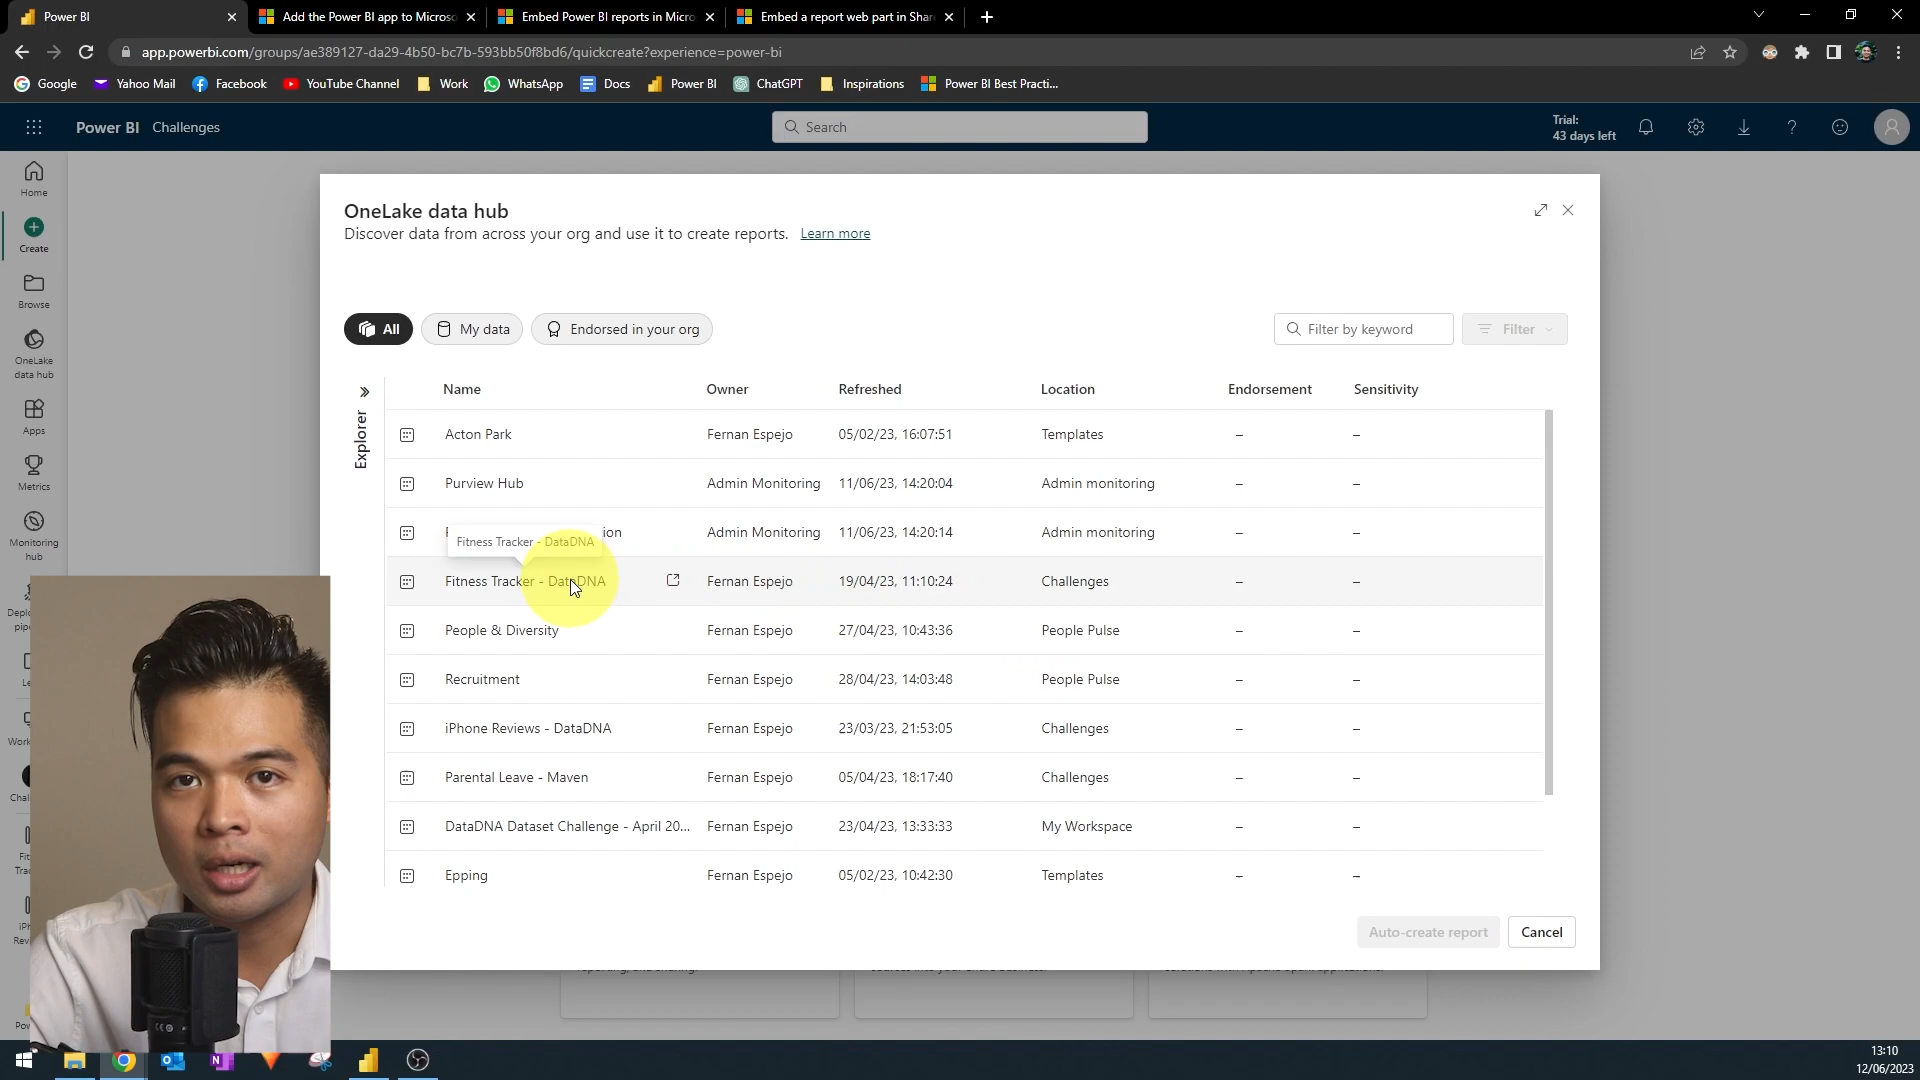 Power BI
Add the Power BI app to Microso
Embed Power BI reports in Micro
Embed a report web part in Shar
app.powerbi.com/groups/ae389127-da29-4b50-bc7b-593bb50f8bd6/quickcreate?experience=power-bi
Google
Yahoo Mail
Facebook
YouTube Channel
Work
WhatsApp
Docs
Power BI
ChatGPT
Inspirations
Power BI Best Practi...
Power BI Challenges
Search
Trial:
43 days left
Home
Create
Browse
OneLake
data hub
Apps
Metrics
Monitoring
hub
OneLake data hub
Discover data from across your org and use it to create reports. Learn more
All
My data
Endorsed in your org
Filter by keyword
Filter
Explorer
Name Owner Refreshed Location Endorsement Sensitivity
Acton Park Fernan Espejo 05/02/23, 16:07:51 Templates – –
Purview Hub Admin Monitoring 11/06/23, 14:20:04 Admin monitoring – –
ion Admin Monitoring 11/06/23, 14:20:14 Admin monitoring – –
Fitness Tracker - DataDNA
Fitness Tracker - DataDNA Fernan Espejo 19/04/23, 11:10:24 Challenges – –
People & Diversity Fernan Espejo 27/04/23, 10:43:36 People Pulse – –
Recruitment Fernan Espejo 28/04/23, 14:03:48 People Pulse – –
iPhone Reviews - DataDNA Fernan Espejo 23/03/23, 21:53:05 Challenges – –
Parental Leave - Maven Fernan Espejo 05/04/23, 18:17:40 Challenges – –
DataDNA Dataset Challenge - April 20... Fernan Espejo 23/04/23, 13:33:33 My Workspace – –
Epping Fernan Espejo 05/02/23, 10:42:30 Templates – –
Auto-create report
Cancel
13:10
12/06/2023